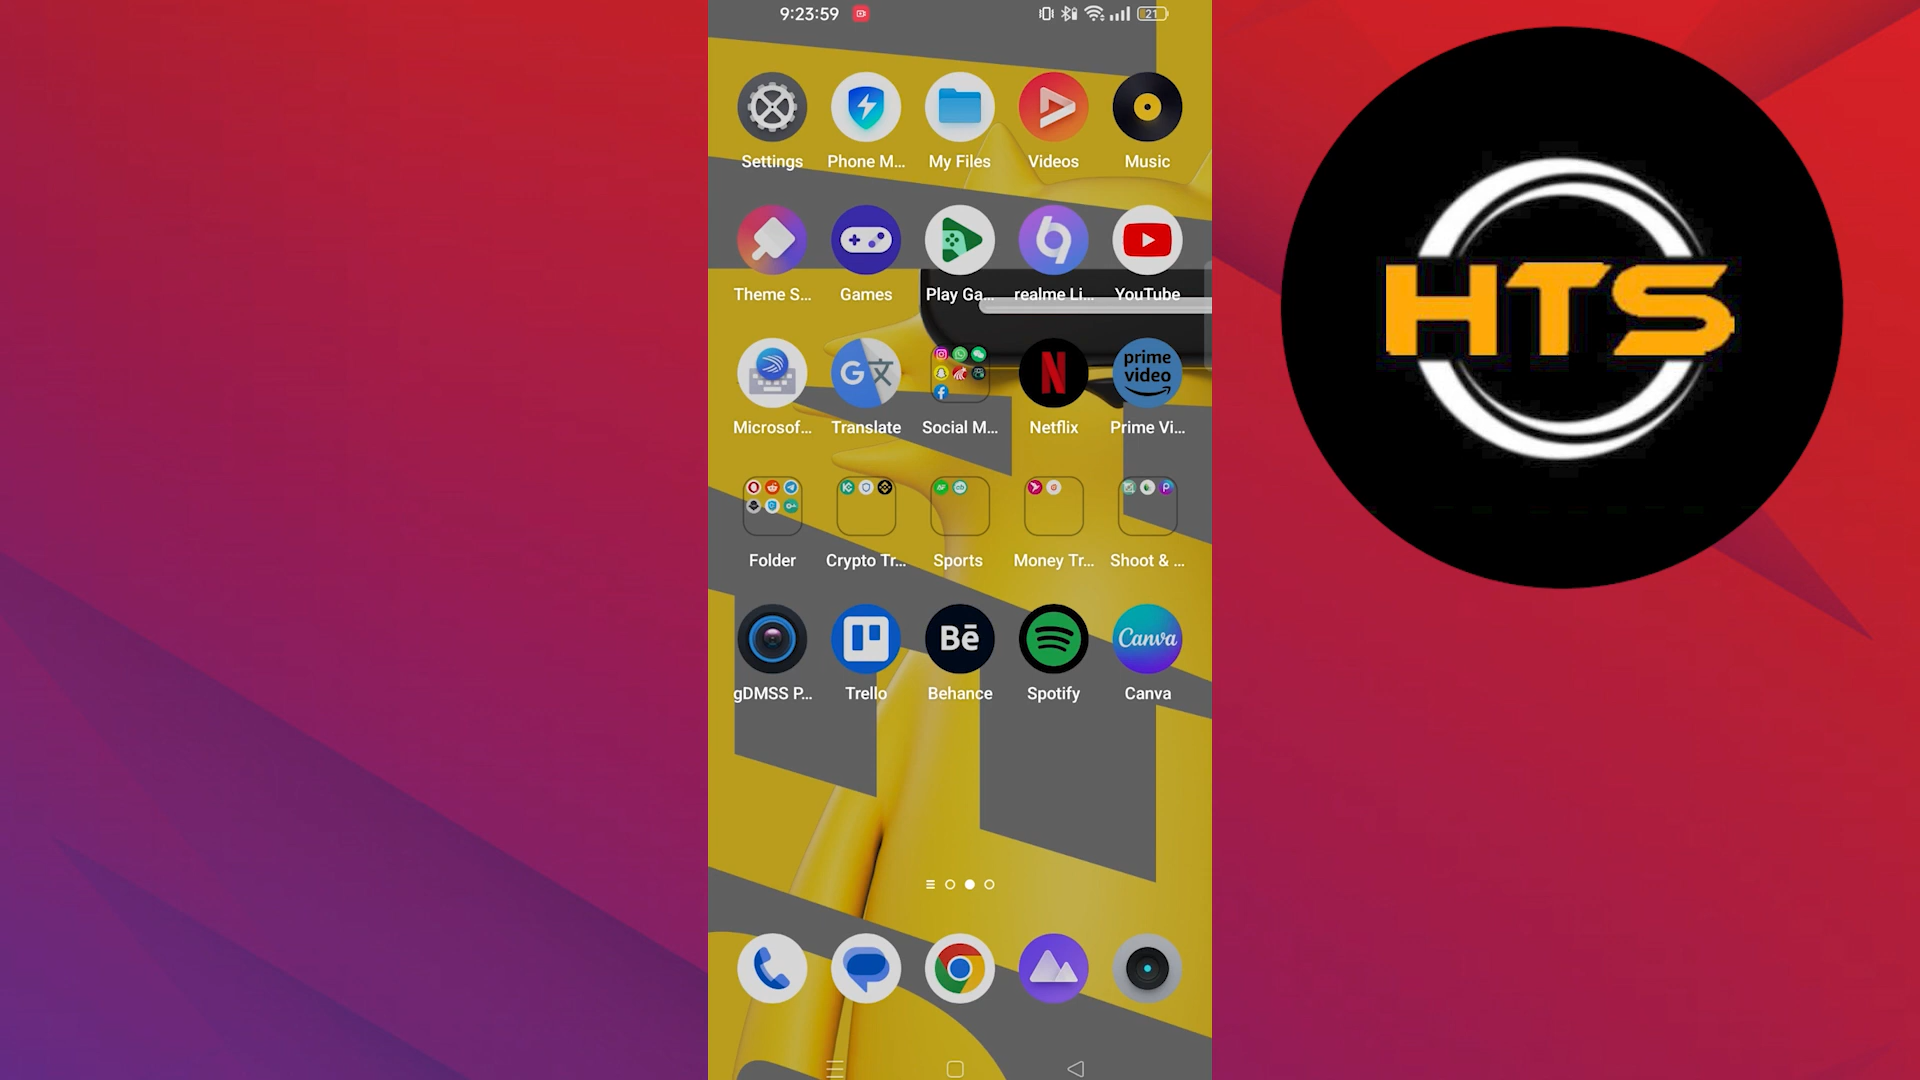 9:23:59
21
HTS
Settings
Phone M...
My Files
Videos
Music
Theme S...
Games
Play Ga...
realme Li...
YouTube
prime
video
Microsof...
Translate
Social M...
Netflix
Prime Vi...
Folder
Crypto Tr...
Sports
Money Tr...
Shoot & ...
Bē
Canva
gDMSS P...
Trello
Behance
Spotify
Canva